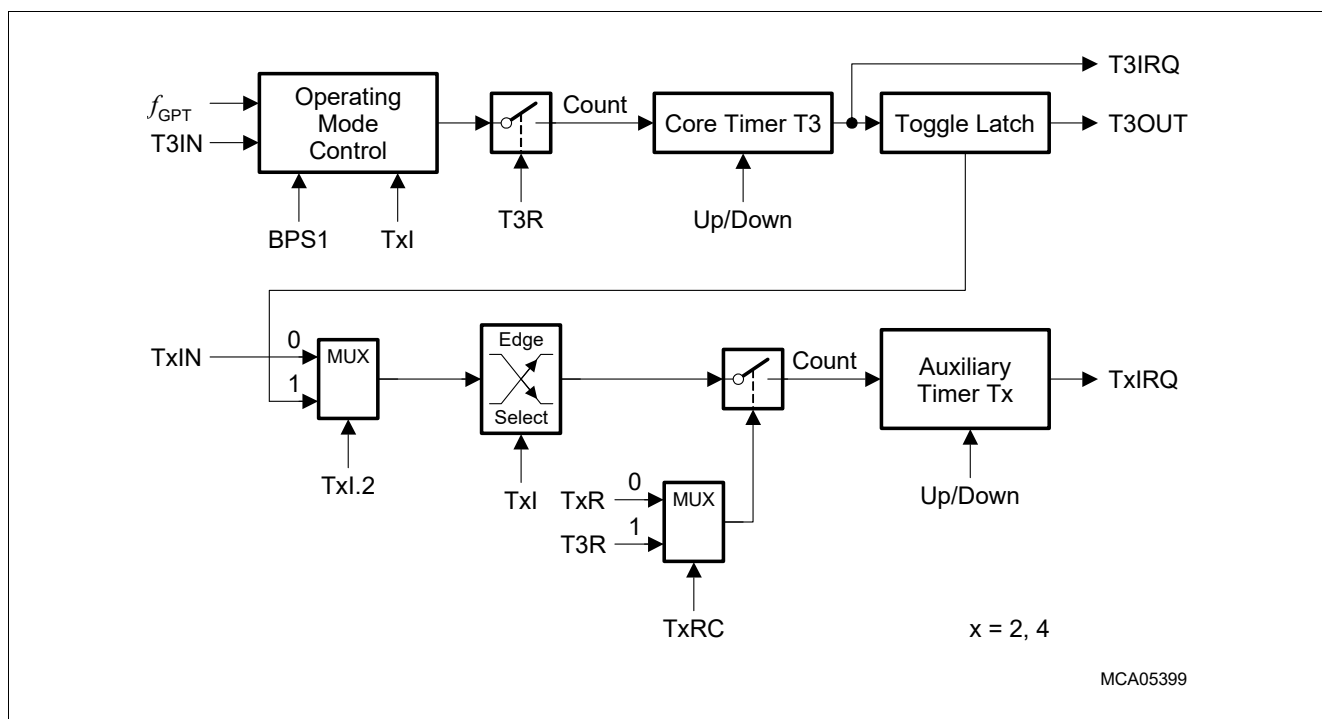 f GPT
T3IN
Operating
Mode
Control
BPS1
TxI
T3R
Count
Core Timer T3
Up/Down
Toggle Latch
T3IRQ
T3OUT
TxIN
0
1
MUX
TxI.2
Edge
Select
TxI
TxR
T3R
0
1
MUX
TxRC
Count
Auxiliary
Timer Tx
Up/Down
TxIRQ
x = 2, 4
MCA05399